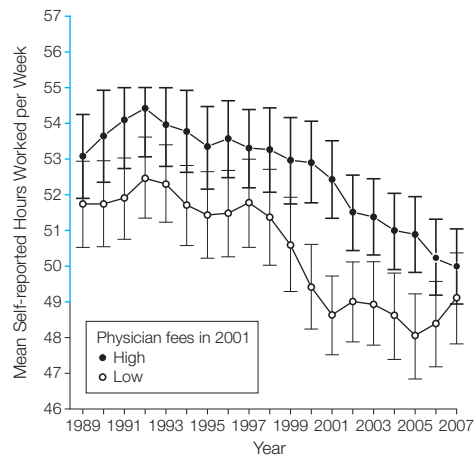 Mean Self-reported Hours Worked per Week
57
56
55
54
53
52
51
50
49
48
47
46
Physician fees in 2001
High
Low
1989 1991 1993 1995 1997 1999 2001 2003 2005 2007
Year